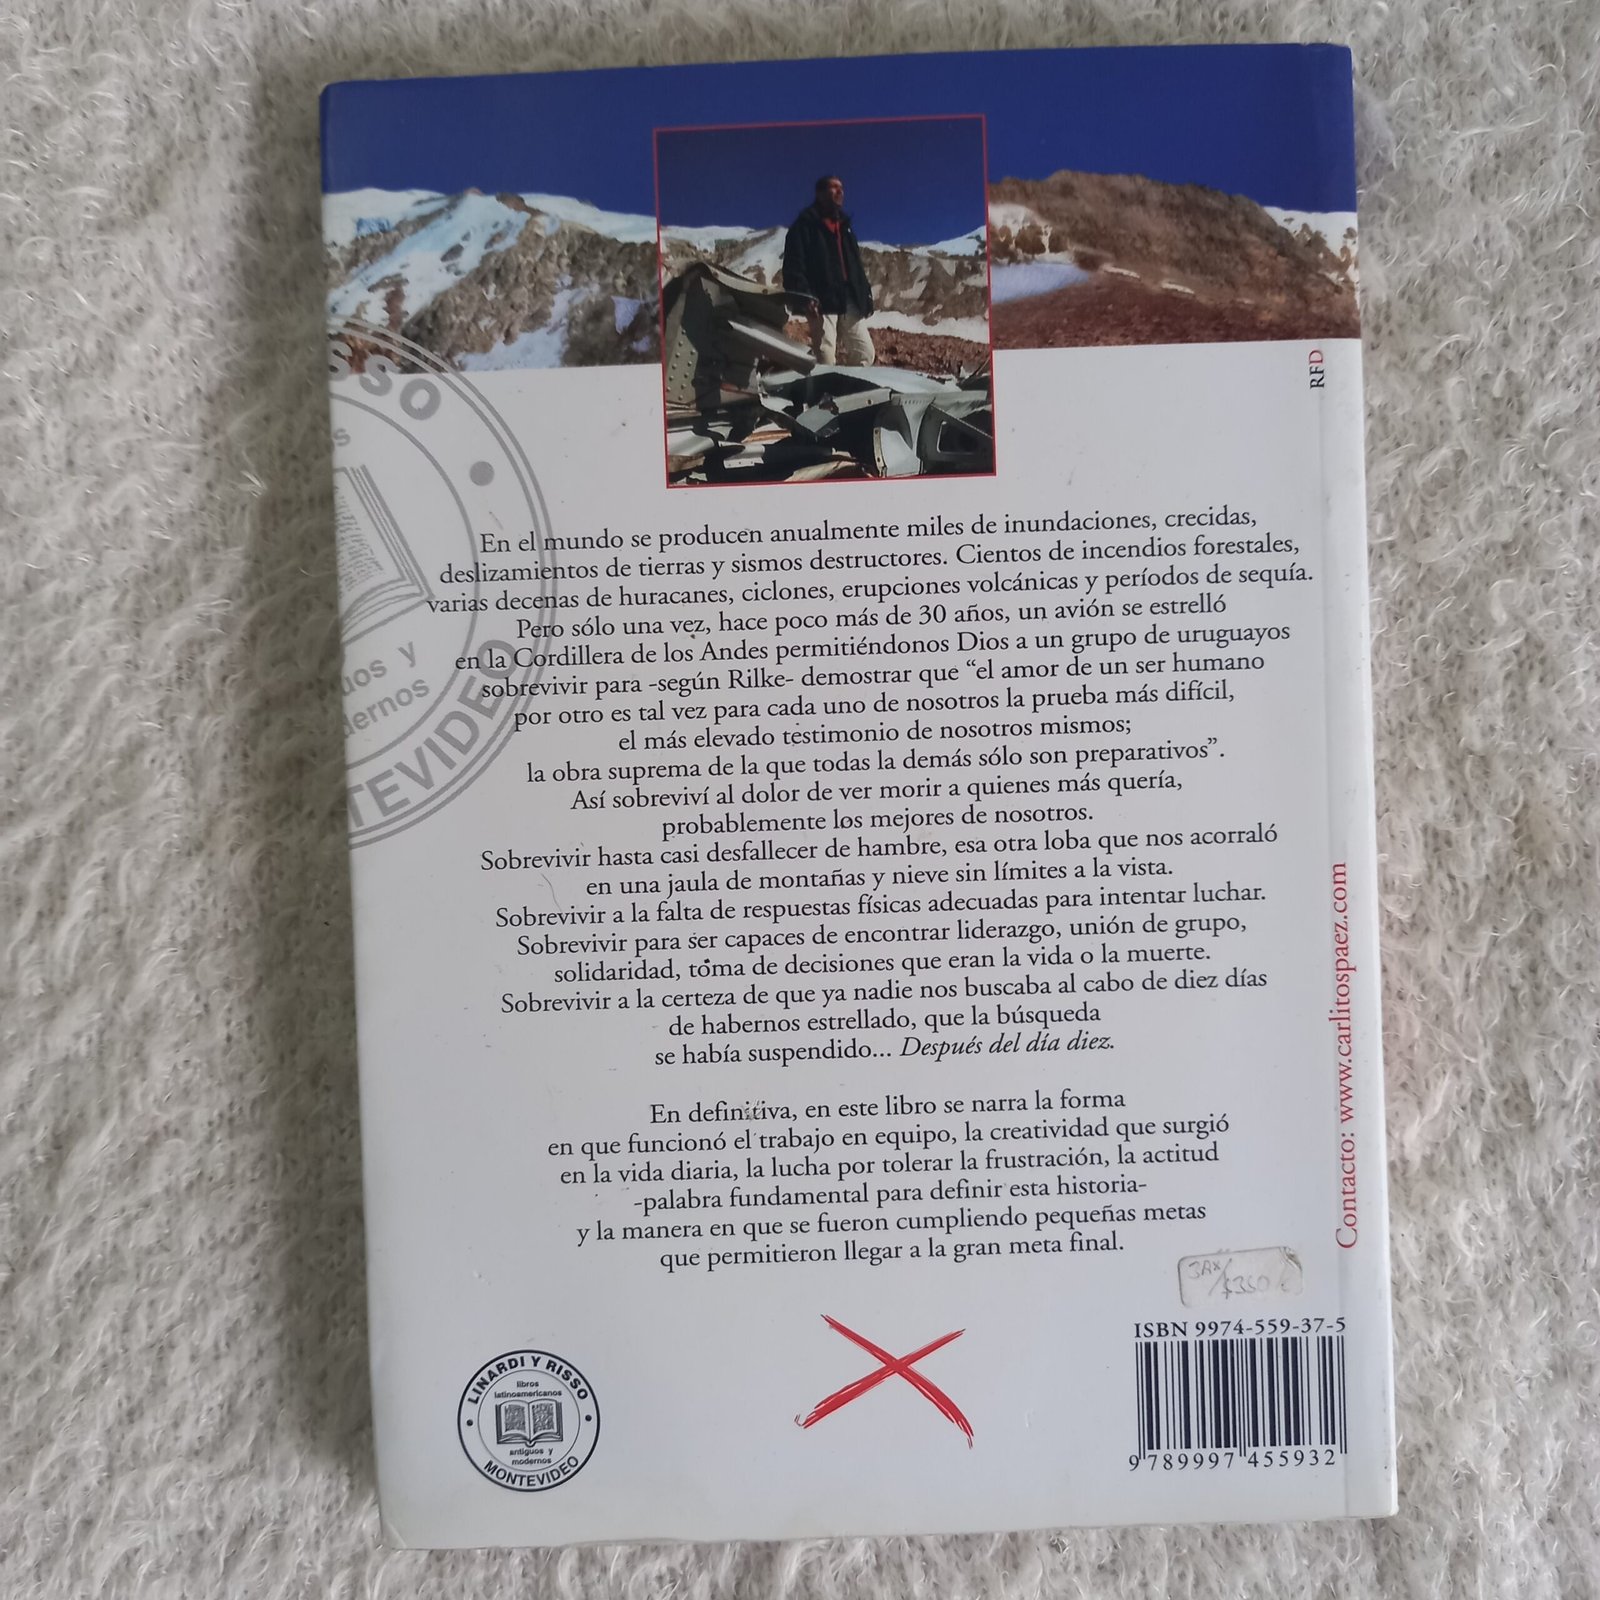 RFD
En el mundo se producen anualmente miles de inundaciones, crecidas,
deslizamientos de tierras y sismos destructores. Cientos de incendios forestales,
varias decenas de huracanes, ciclones, erupciones volcánicas y períodos de sequía.
Pero sólo una vez, hace poco más de 30 años, un avión se estrelló
en la Cordillera de los Andes permitiéndonos Dios a un grupo de uruguayos
sobrevivir para -según Rilke- demostrar que “el amor de un ser humano
por otro es tal vez para cada uno de nosotros la prueba más difícil,
el más elevado testimonio de nosotros mismos;
la obra suprema de la que todas la demás sólo son preparativos”.
Así sobreviví al dolor de ver morir a quienes más quería,
probablemente los mejores de nosotros.
Sobrevivir hasta casi desfallecer de hambre, esa otra loba que nos acorraló
en una jaula de montañas y nieve sin límites a la vista.
Sobrevivir a la falta de respuestas físicas adecuadas para intentar luchar.
Sobrevivir para ser capaces de encontrar liderazgo, unión de grupo,
solidaridad, toma de decisiones que eran la vida o la muerte.
Sobrevivir a la certeza de que ya nadie nos buscaba al cabo de diez días
de habernos estrellado, que la búsqueda
se había suspendido... Después del día diez.
En definitiva, en este libro se narra la forma
en que funcionó el trabajo en equipo, la creatividad que surgió
en la vida diaria, la lucha por tolerar la frustración, la actitud
-palabra fundamental para definir esta historia-
y la manera en que se fueron cumpliendo pequeñas metas
que permitieron llegar a la gran meta final.
Contacto: www.carlitospaez.com
ISBN 9974-559-37-5
9 789997 455932
LINARDI Y RISSO
libros
latinoamericanos
antiguos y
modernos
MONTEVIDEO